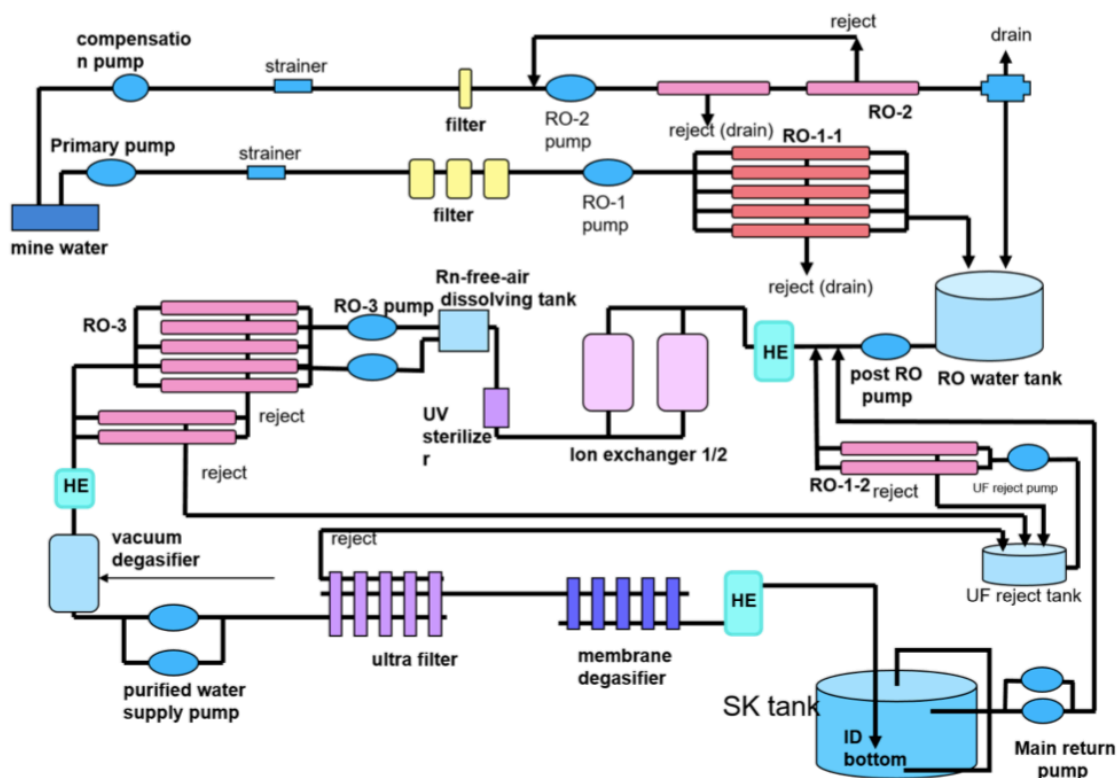 reject
drain
compensatio
n pump
strainer
filter
RO-2
pump
reject (drain)
RO-2
RO-1-1
Primary pump
strainer
filter
RO-1
pump
mine water
reject (drain)
Rn-free-air
dissolving tank
RO-3 pump
RO-3
HE
post RO
pump
RO water tank
reject
UV
sterilize
r
Ion exchanger 1/2
reject
HE
RO-1-2
reject
UF reject pump
vacuum
degasifier
reject
UF reject tank
HE
ultra filter
membrane
degasifier
purified water
supply pump
SK tank
ID
bottom
Main return
pump